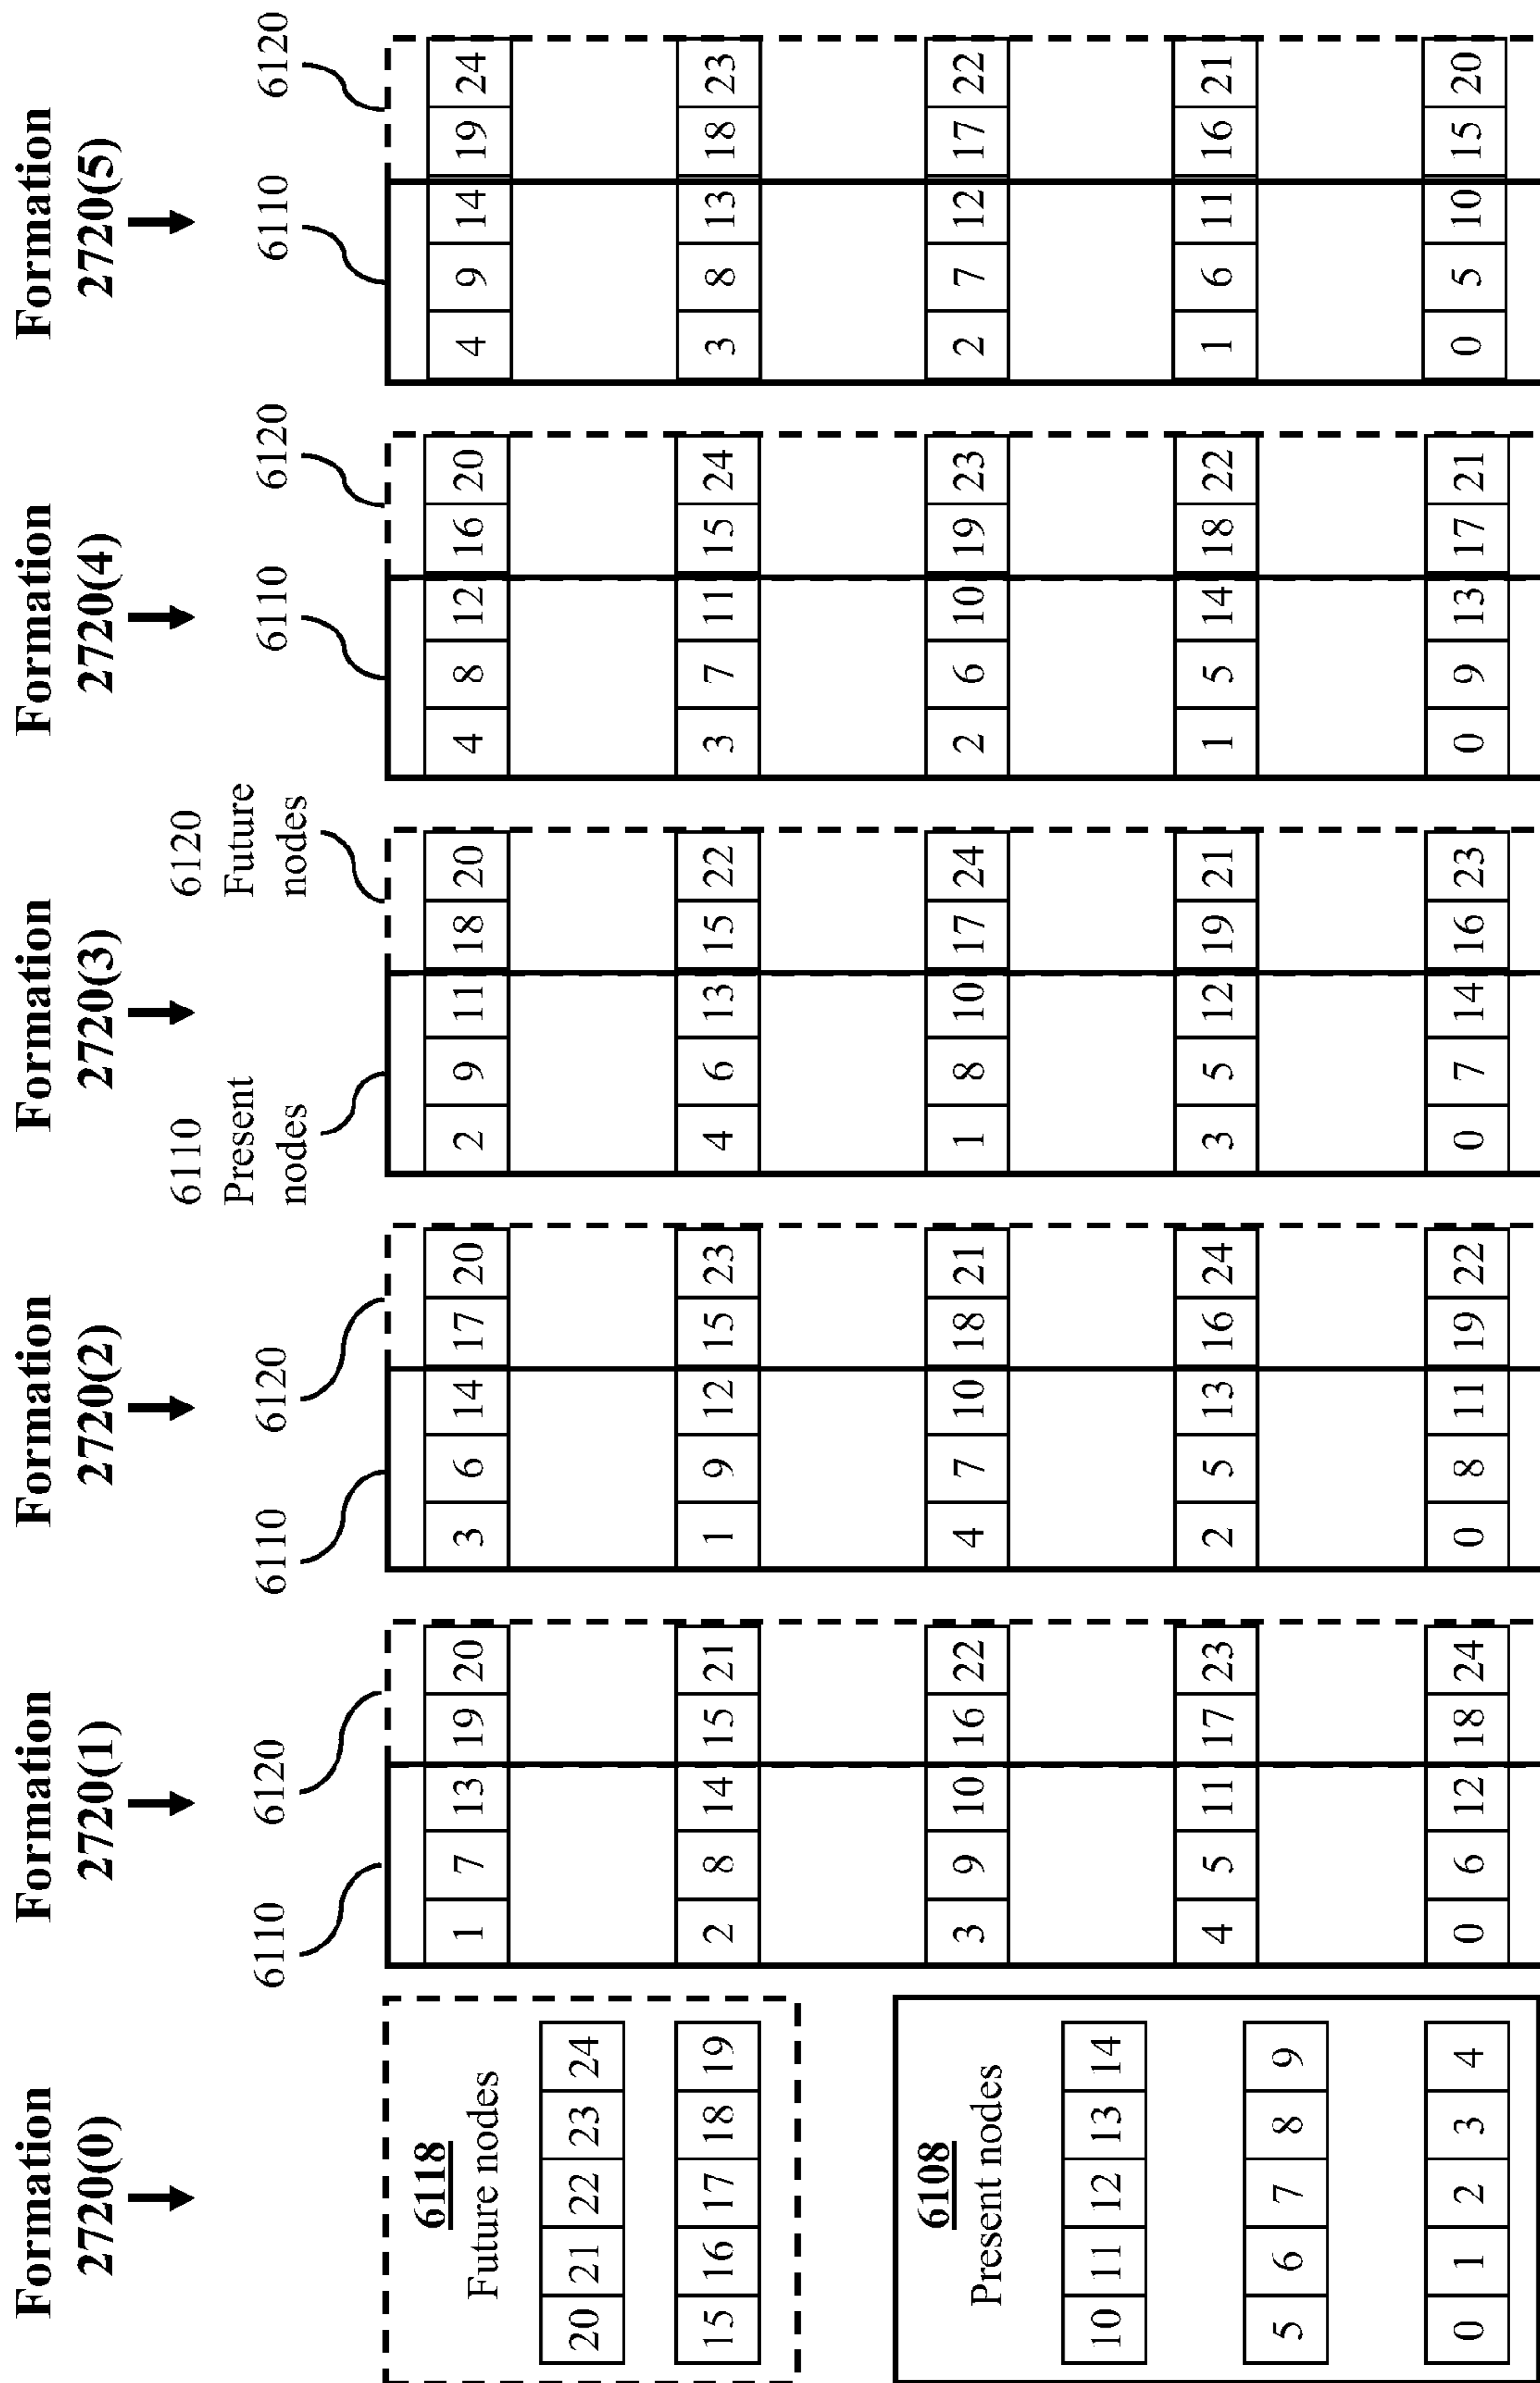 Formation
2720(0)
6118
Future nodes
20 21 22 23 24
15 16 17 18 19
6108
Present nodes
10 11 12 13 14
5 6 7 8 9
0 1 2 3 4
Formation
2720(1)
6110 6120
1 7 13 19 20
2 8 14 15 21
3 9 10 16 22
4 5 11 17 23
0 6 12 18 24
Formation
2720(2)
6110 6120
3 6 14 17 20
1 9 12 15 23
4 7 10 18 21
2 5 13 16 24
0 8 11 19 22
Formation
2720(3)
6110
Present
nodes
6120
Future
nodes
2 9 11 18 20
4 6 13 15 22
1 8 10 17 24
3 5 12 19 21
0 7 14 16 23
Formation
2720(4)
6110 6120
4 8 12 16 20
3 7 11 15 24
2 6 10 19 23
1 5 14 18 22
0 9 13 17 21
Formation
2720(5)
6110 6120
4 9 14 19 24
3 8 13 18 23
2 7 12 17 22
1 6 11 16 21
0 5 10 15 20